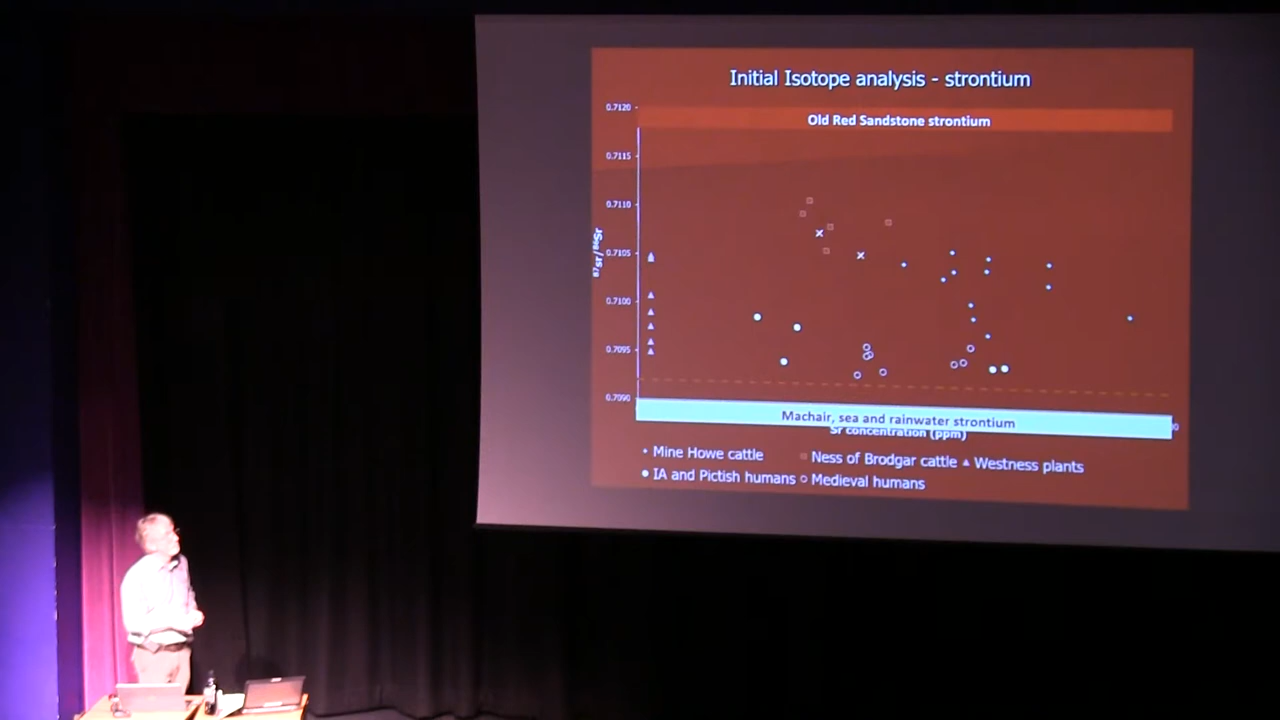 Initial Isotope analysis - strontium
0.7120
Old Red Sandstone strontium
0.7115
0.7110
0.7105
87Sr/86Sr
0.7100
0.7095
0.7090
Machair, sea and rainwater strontium
Sr concentration (ppm)
Mine Howe cattle
Ness of Brodgar cattle
Westness plants
IA and Pictish humans
Medieval humans